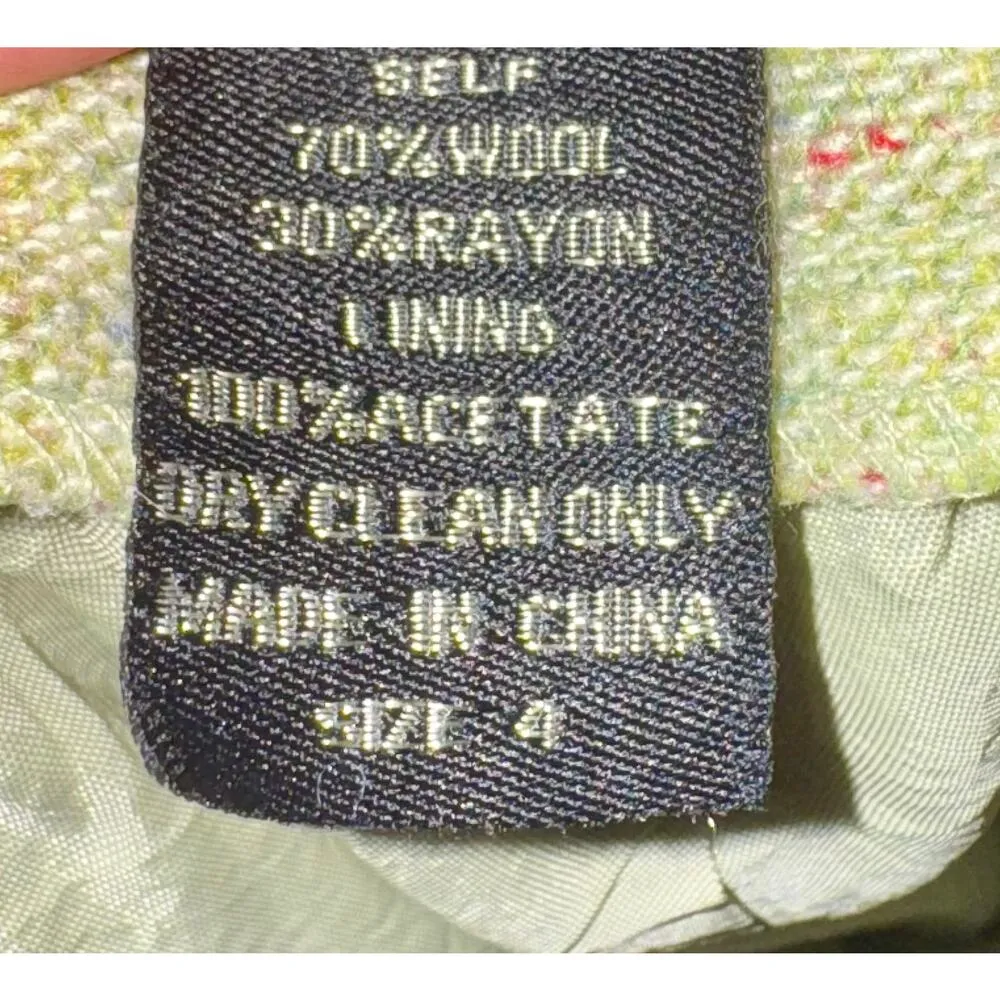 SELF
70%WOOL
30%RAYON
LINING
100%ACETATE
DRY CLEAN ONLY
MADE IN CHINA
SIZE 4